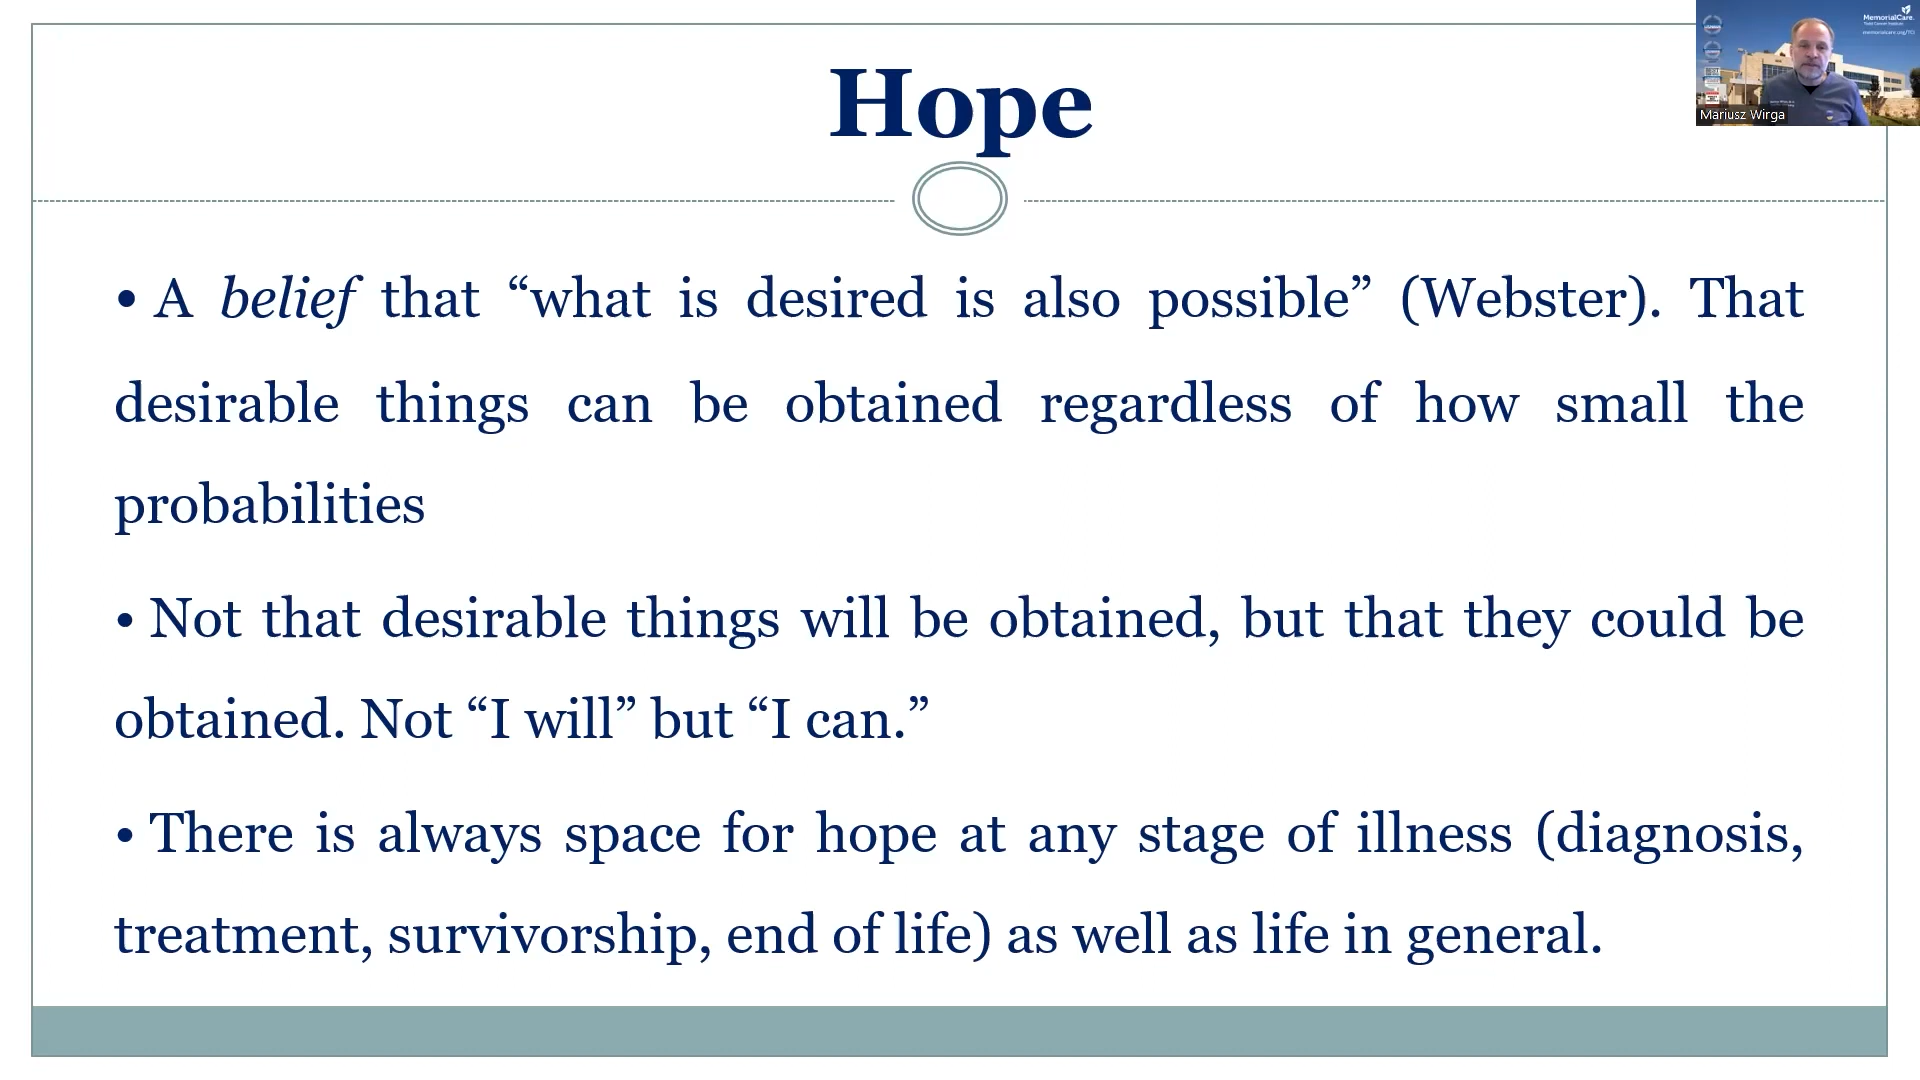 Hope
• A belief that “what is desired is also possible” (Webster). That
desirable things can be obtained regardless of how small the
probabilities
• Not that desirable things will be obtained, but that they could be
obtained. Not “I will” but “I can.”
• There is always space for hope at any stage of illness (diagnosis,
treatment, survivorship, end of life) as well as life in general.
MemorialCare.
Mariusz Wirga